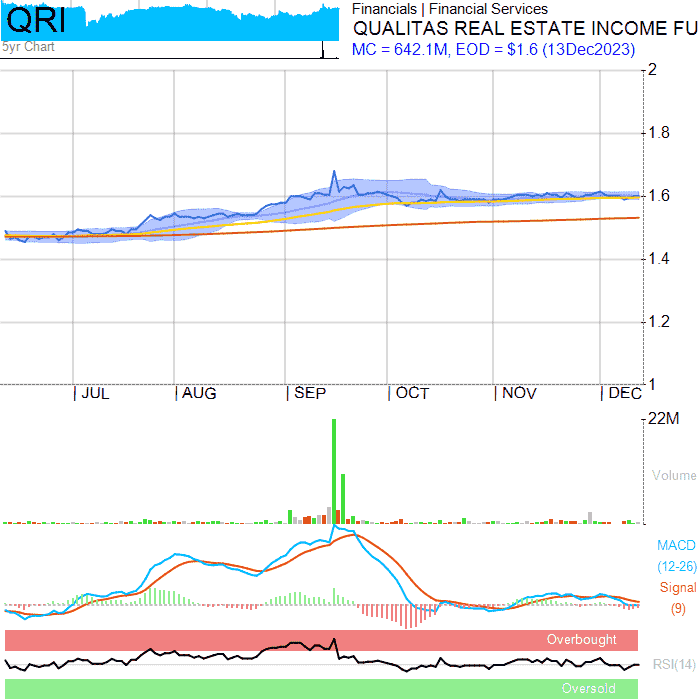 QRI
5yr Chart
Financials | Financial Services
QUALITAS REAL ESTATE INCOME FU
MC = 642.1M, EOD = $1.6 (13Dec2023)
2
1.8
1.6
1.4
1.2
1
| JUL | AUG | SEP | OCT | NOV | DEC
22M
Volume
MACD
(12-26)
Signal
(9)
Overbought
RSI(14)
Oversold